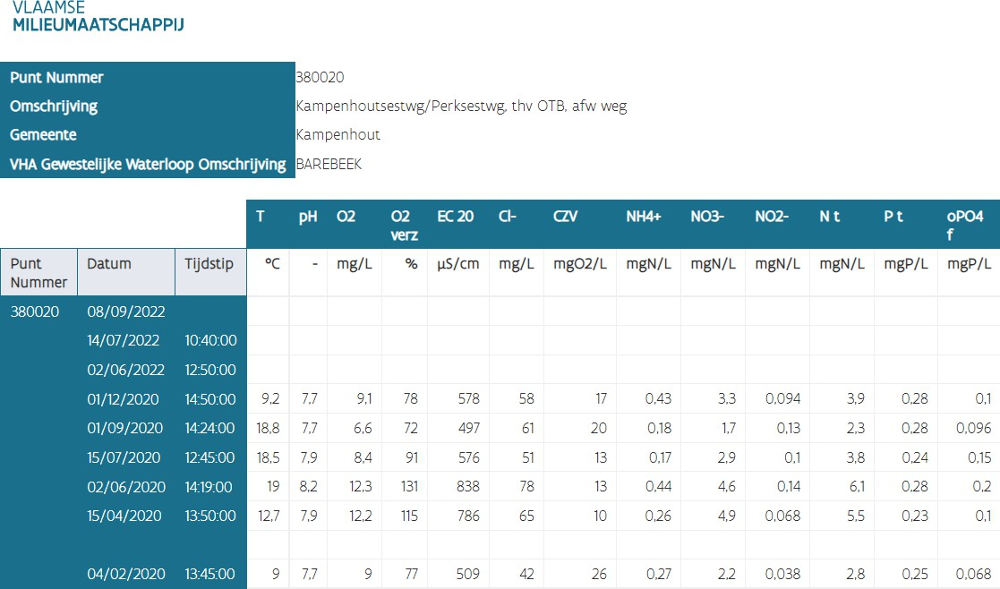 VLAAMSE
MILIEUMAATSCHAPPIJ
Punt Nummer 380020
Omschrijving Kampenhoutsestwg/Perksestwg, thv OTB, afw weg
Gemeente Kampenhout
VHA Gewestelijke Waterloop Omschrijving BAREBEEK
T pH O2 O2 EC 20 Cl- CZV NH4+ NO3- NO2- N t P t oPO4
verz f
Punt Datum Tijdstip °C - mg/L % µS/cm mg/L mgO2/L mgN/L mgN/L mgN/L mgN/L mgP/L mgP/L
Nummer
380020 08/09/2022
14/07/2022 10:40:00
02/06/2022 12:50:00
01/12/2020 14:50:00 9,2 7,7 9,1 78 578 58 17 0,43 3,3 0,094 3,9 0,28 0,1
01/09/2020 14:24:00 18,8 7,7 6,6 72 497 61 20 0,18 1,7 0,13 2,3 0,28 0,096
15/07/2020 12:45:00 18,5 7,9 8,4 91 576 51 13 0,17 2,9 0,1 3,8 0,24 0,15
02/06/2020 14:19:00 19 8,2 12,3 131 838 78 13 0,44 4,6 0,14 6,1 0,28 0,2
15/04/2020 13:50:00 12,7 7,9 12,2 115 786 65 10 0,26 4,9 0,068 5,5 0,23 0,1
04/02/2020 13:45:00 9 7,7 9 77 509 42 26 0,27 2,2 0,038 2,8 0,25 0,068